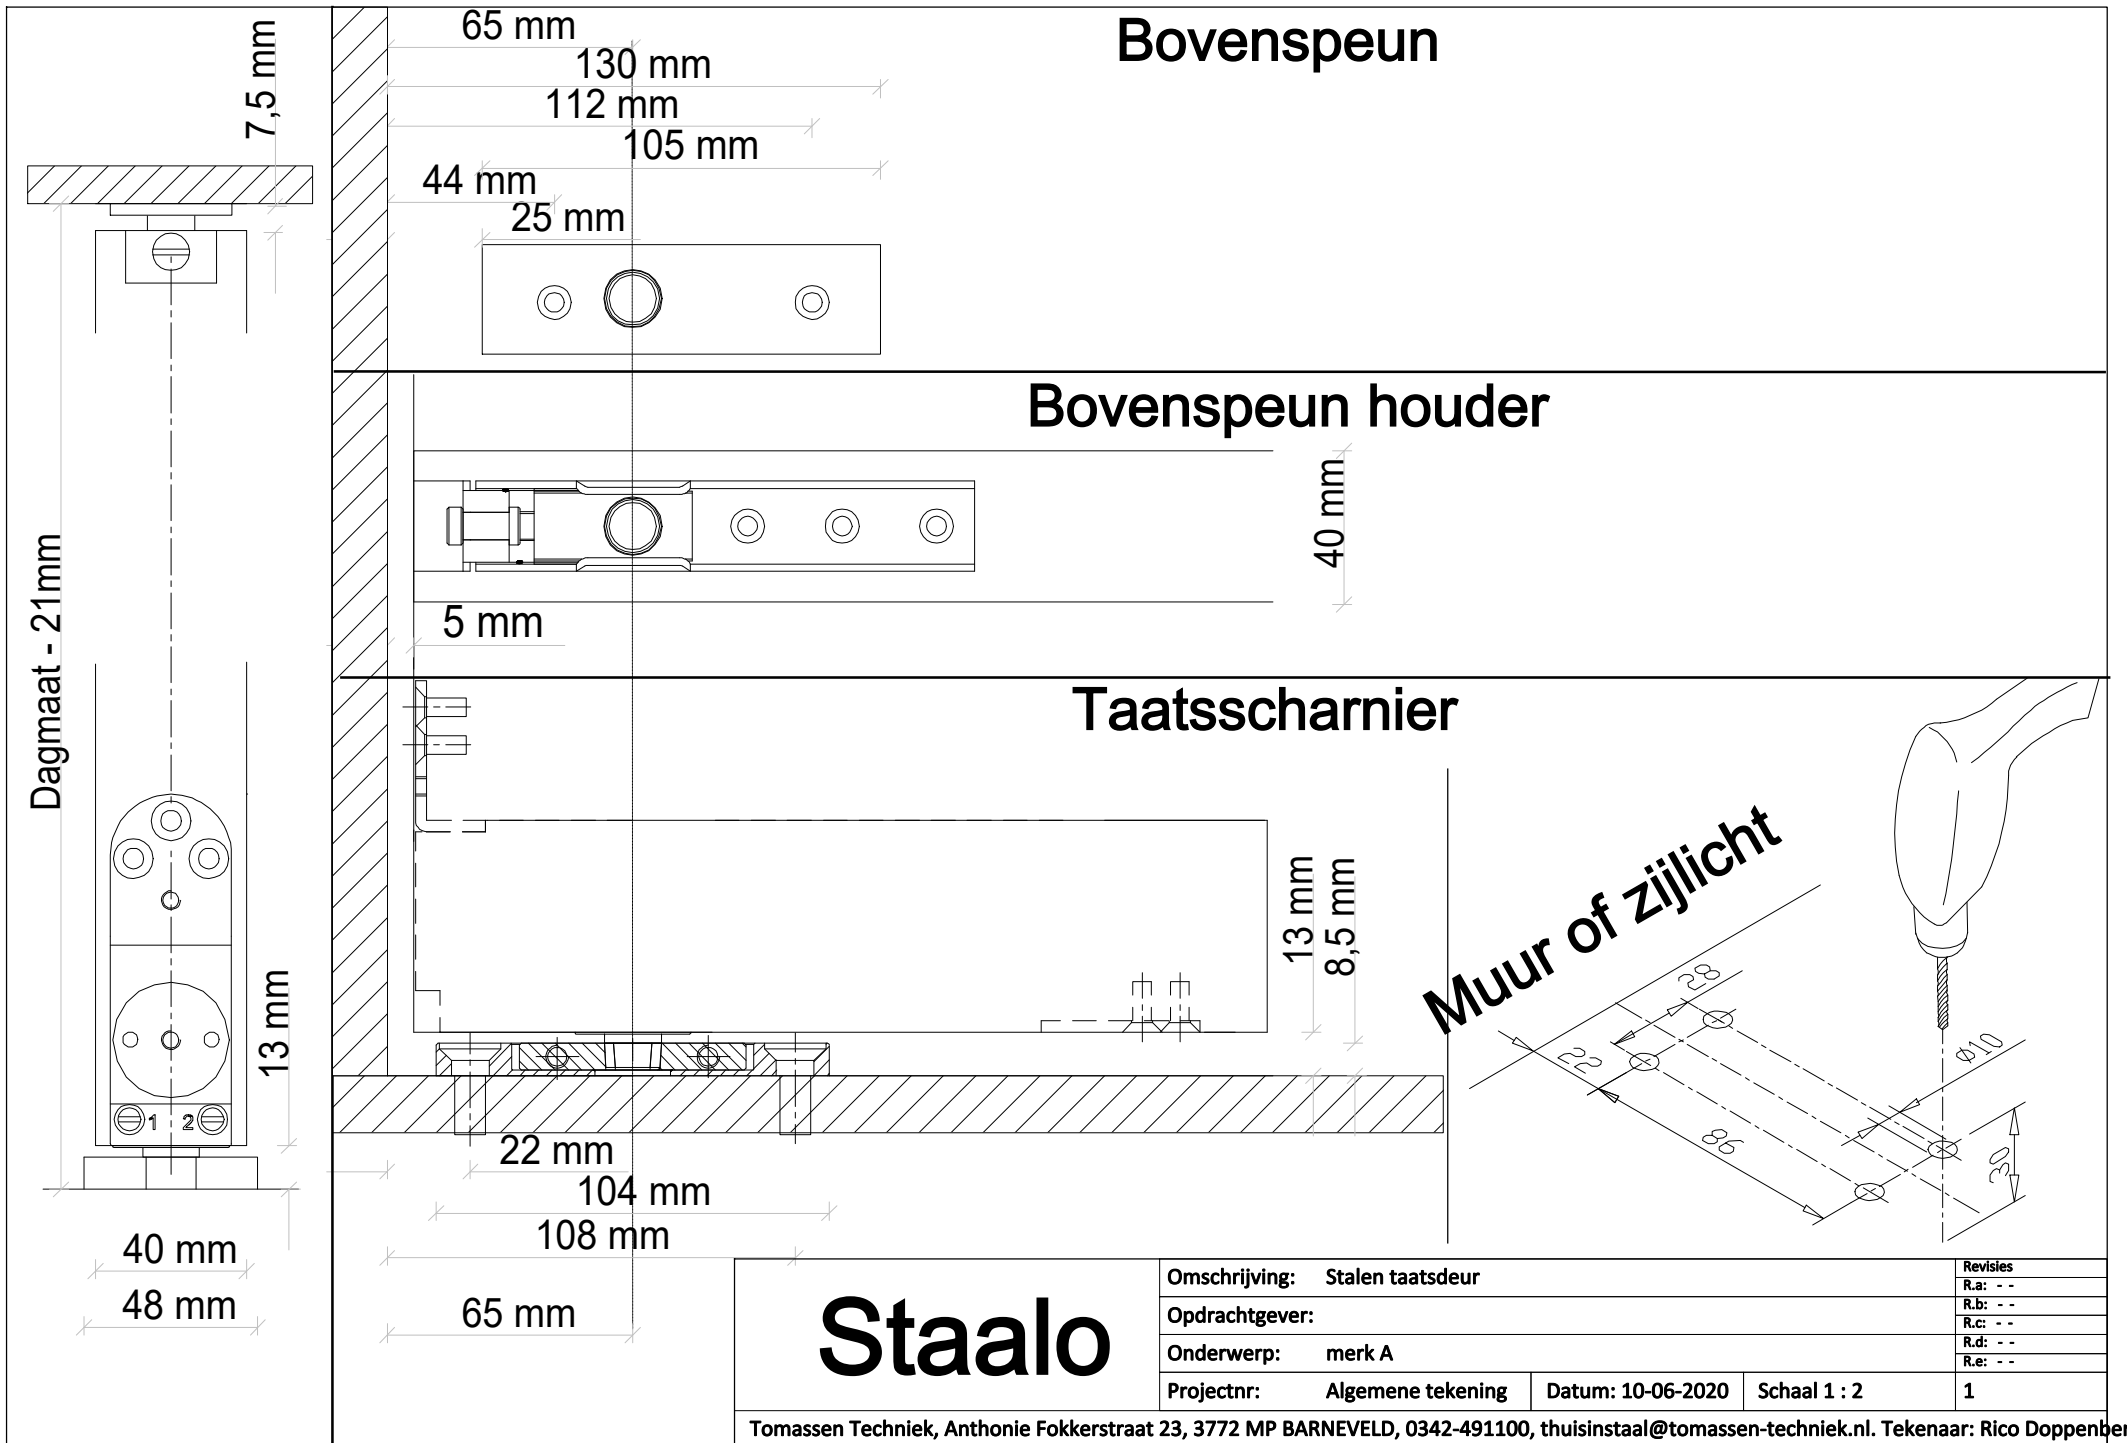 Bovenspeun
65 mm
130 mm
112 mm
105 mm
44 mm
25 mm
7,5 mm
Dagmaat - 21mm
Bovenspeun houder
40 mm
5 mm
Taatsscharnier
13 mm
8,5 mm
Muur of zijlicht
28
22
ϕ10
86
30
1 2
13 mm
22 mm
104 mm
108 mm
65 mm
40 mm
48 mm
Staalo
Omschrijving: Stalen taatsdeur
Opdrachtgever:
Onderwerp: merk A
Projectnr: Algemene tekening Datum: 10-06-2020 Schaal 1 : 2 1
Revisies
R.a: - -
R.b: - -
R.c: - -
R.d: - -
R.e: - -
Tomassen Techniek, Anthonie Fokkerstraat 23, 3772 MP BARNEVELD, 0342-491100, thuisinstaal@tomassen-techniek.nl. Tekenaar: Rico Doppenber